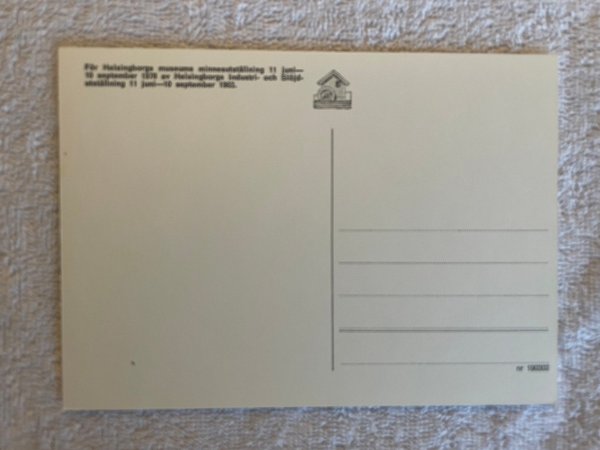 För Helsingborgs museums minnesutställning 11 juni—
10 september 1978 av Helsingborgs Industri- och Slöjd-
utställning 11 juni—10 september 1903.
nr